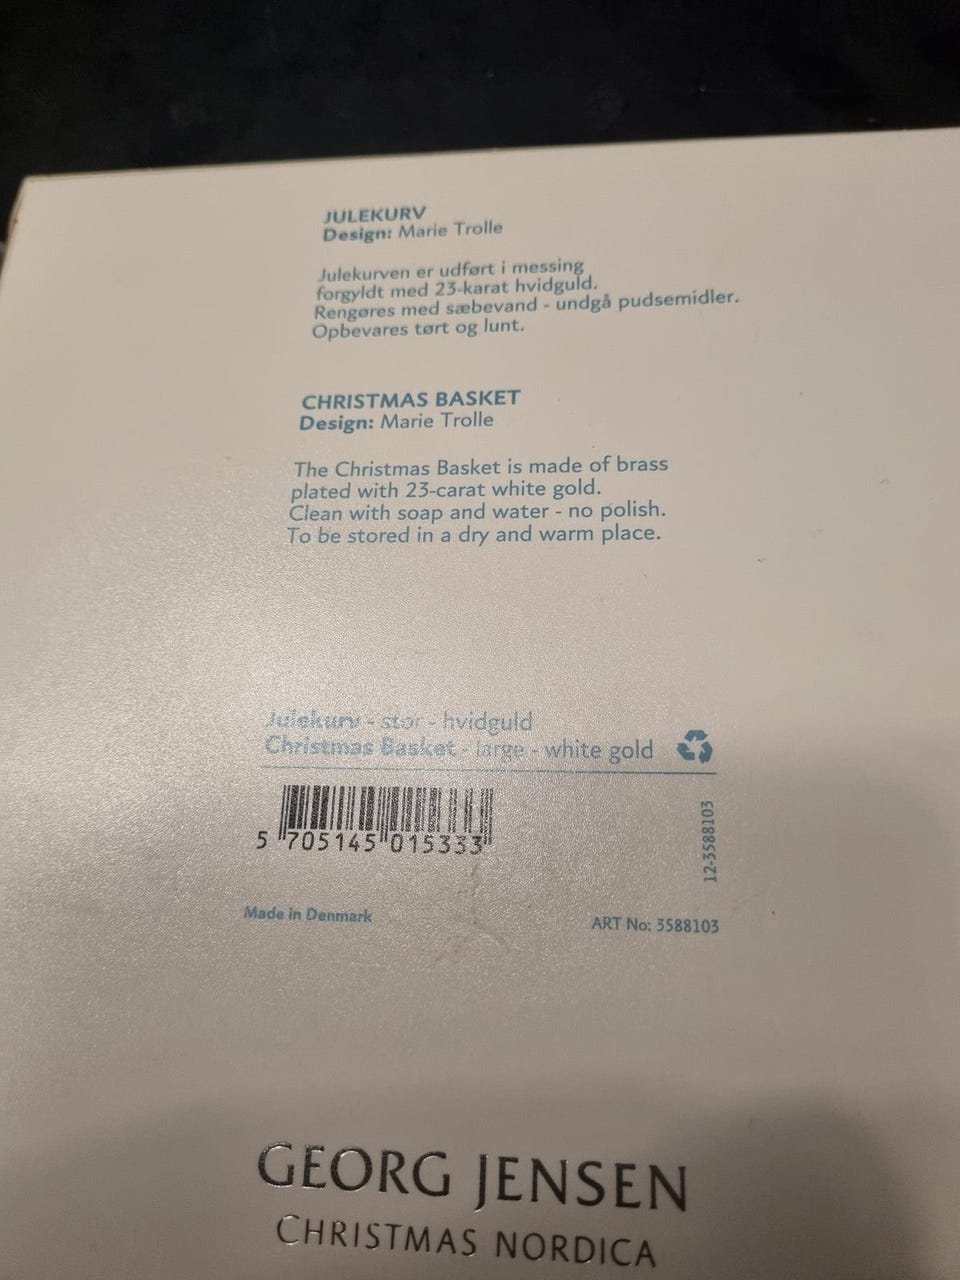 JULEKURV
Design: Marie Trolle
Julekurven er udført i messing
forgyldt med 23-karat hvidguld.
Rengøres med sæbevand - undgå pudsemidler.
Opbevares tørt og lunt.
CHRISTMAS BASKET
Design: Marie Trolle
The Christmas Basket is made of brass
plated with 23-carat white gold.
Clean with soap and water - no polish.
To be stored in a dry and warm place.
Julekurv - stor - hvidguld
Christmas Basket - large - white gold
5 705145 015333
12-3588103
Made in Denmark
ART No: 3588103
GEORG JENSEN
CHRISTMAS NORDICA